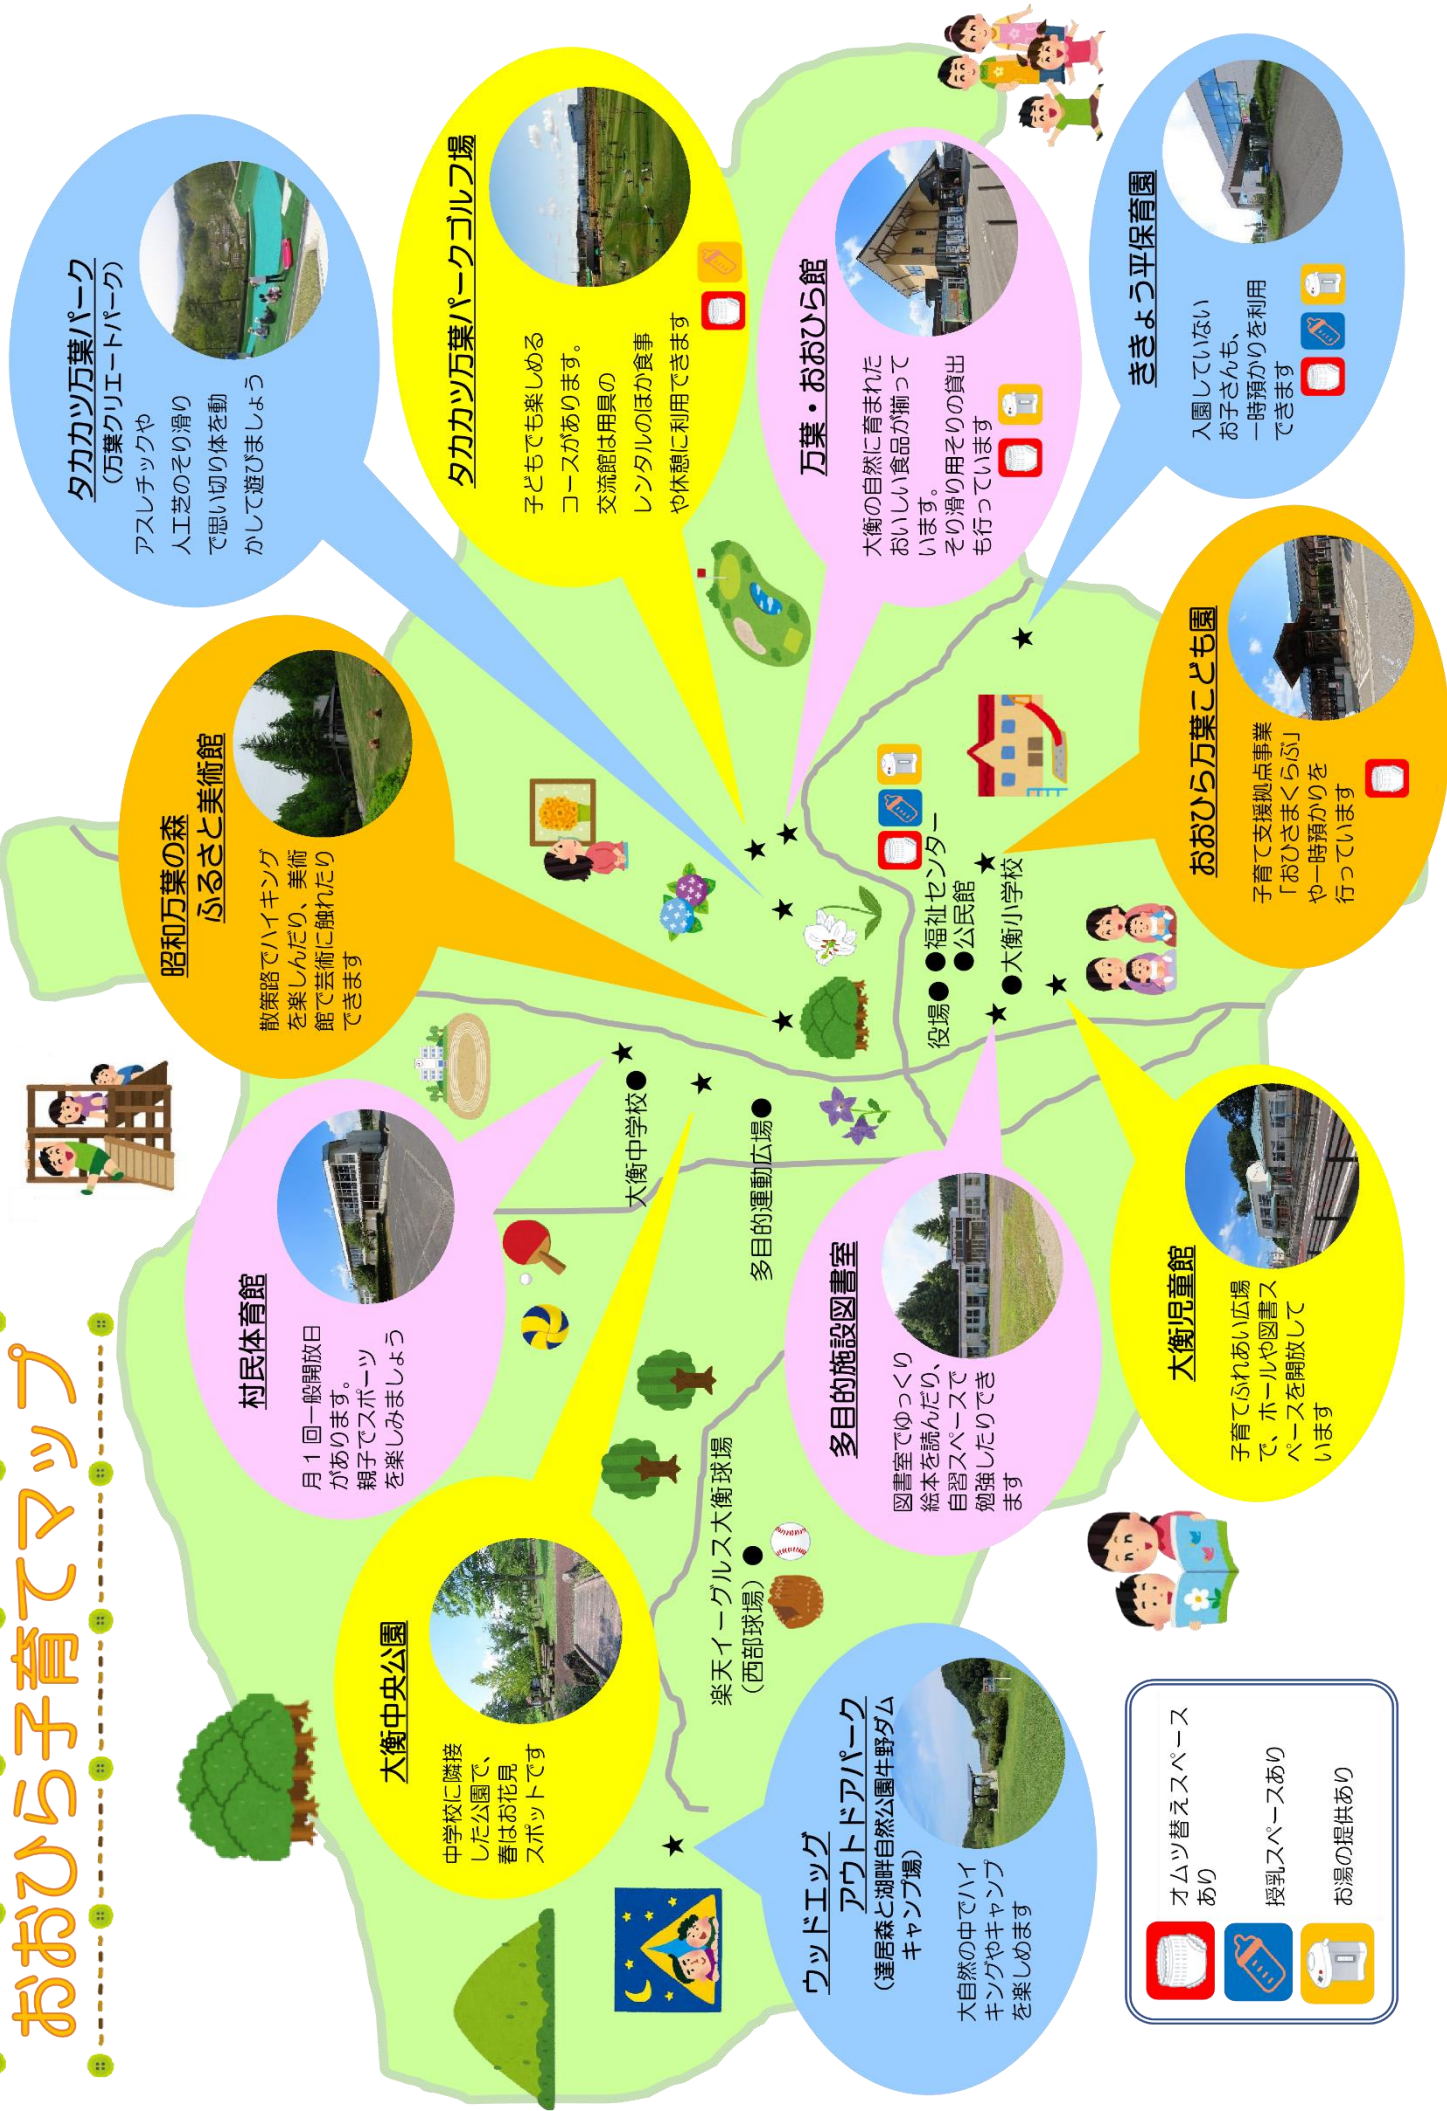 おおひら子育てマップ
村民体育館
月１回一般開放日
があります。
親子でスポーツ
を楽しみましょう
昭和万葉の森
ふるさと美術館
散策路でハイキング
を楽しんだり、美術
館で芸術に触れたり
できます
タカカツ万葉パーク
(万葉クリエートパーク)
アスレチックや
人工芝のそり滑り
で思い切り体を動
かして遊びましょう
大衡中央公園
中学校に隣接
した公園で、
春はお花見
スポットです
タカカツ万葉パークゴルフ場
子どもでも楽しめる
コースがあります。
交流館は用具の
レンタルのほか食事
や休憩に利用できます
大衡中学校●
多目的運動広場●
楽天イーグルス大衡球場
(西部球場)●
万葉・おおひら館
大衡の自然に育まれた
おいしい食品が揃って
います。
そり滑り用そりの貸出
も行っています
役場●
●福祉センター
●公民館
●大衡小学校
ウッドエッグ
アウトドアパーク
(達居森と湖畔自然公園牛野ダム
キャンプ場)
大自然の中でハイ
キングやキャンプ
を楽しめます
多目的施設図書室
図書室でゆっくり
絵本を読んだり、
自習スペースで
勉強したりでき
ます
ききょう平保育園
入園していない
お子さんも、
一時預かりを利用
できます
大衡児童館
子育てふれあい広場
で、ホールや図書ス
ペースを開放して
います
おおひら万葉こども園
子育て支援拠点事業
「おひさまくらぶ」
や一時預かりを
行っています
オムツ替えスペース
あり
授乳スペースあり
お湯の提供あり